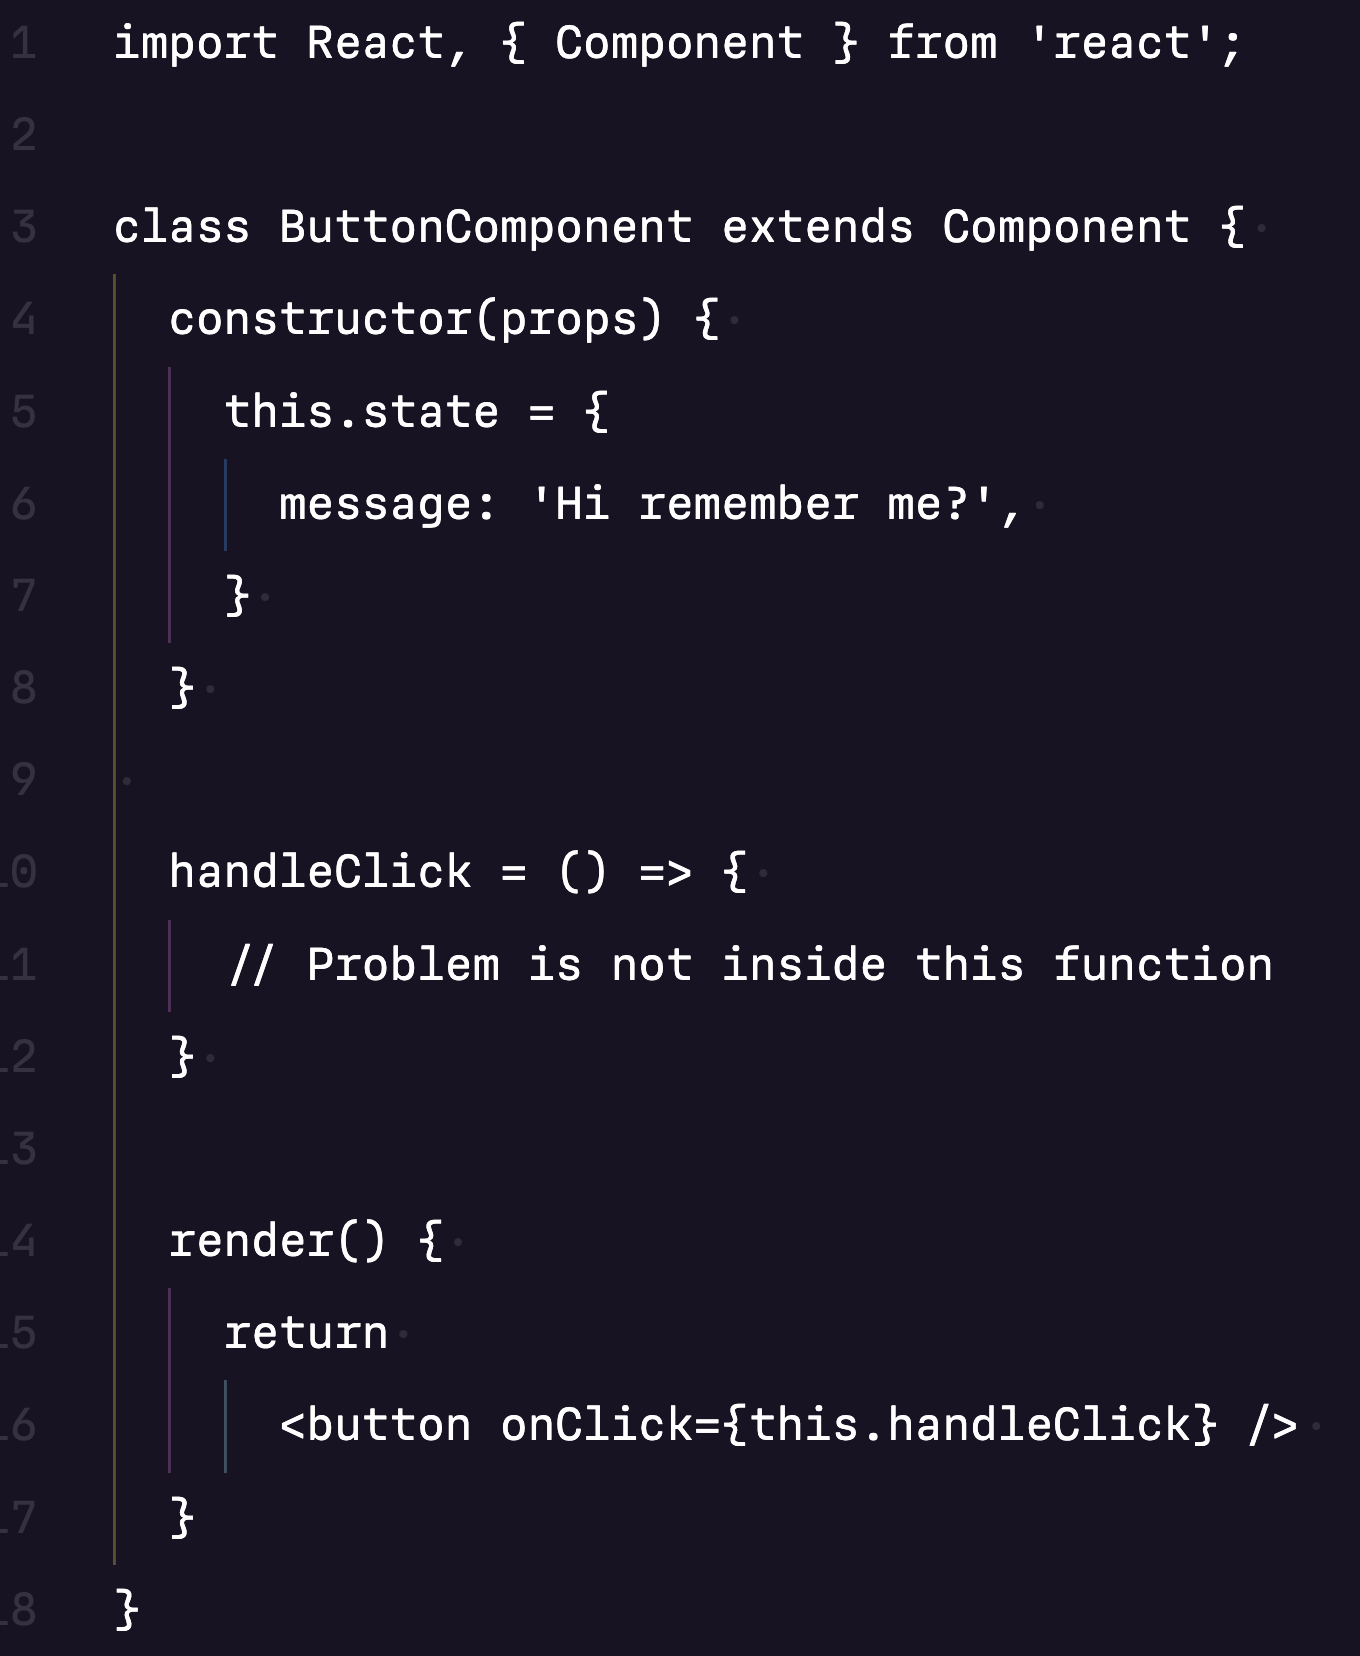 1 import React, { Component } from 'react';
2
3 class ButtonComponent extends Component {
4 constructor(props) {
5 this.state = {
6 message: 'Hi remember me?',
7 }
8 }
9
10 handleClick = () => {
11 // Problem is not inside this function
12 }
13
14 render() {
15 return
16 <button onClick={this.handleClick} />
17 }
18 }